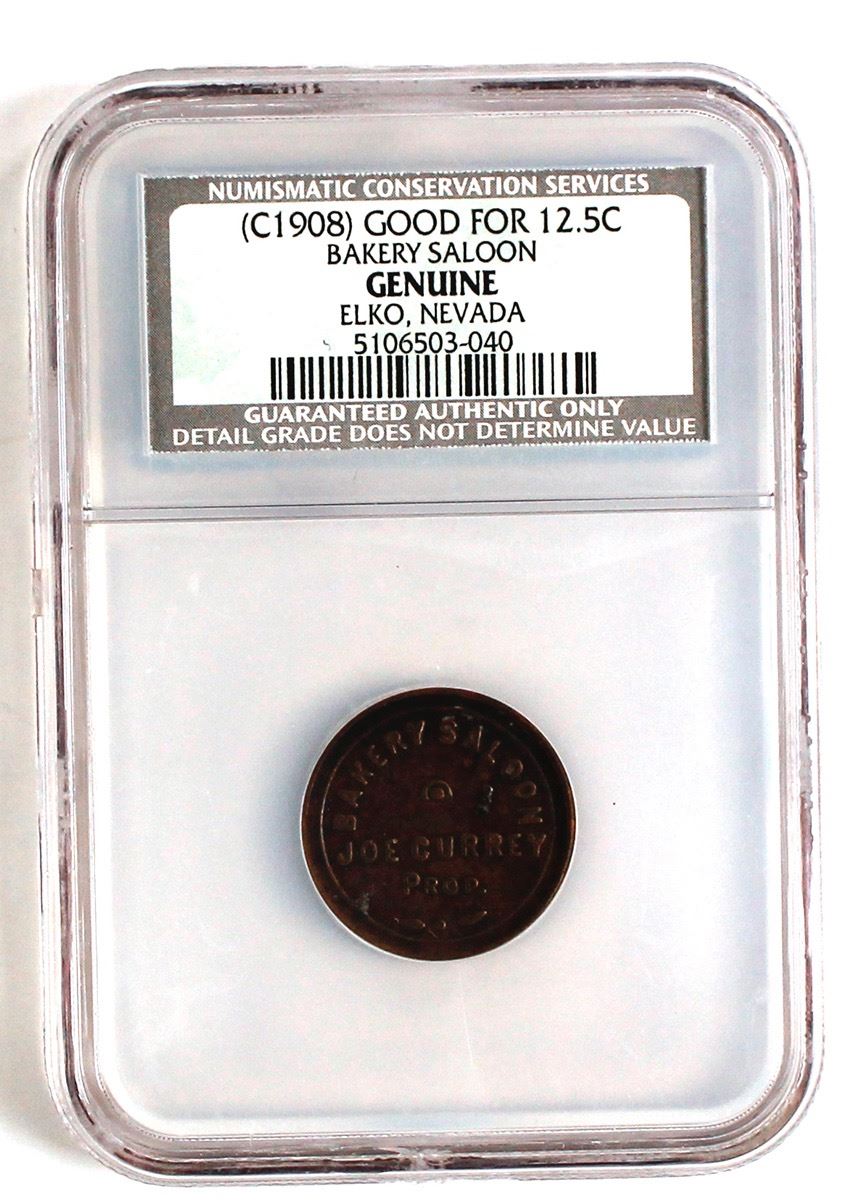 NUMISMATIC CONSERVATION SERVICES
(C1908) GOOD FOR 12.5C
BAKERY SALOON
GENUINE
ELKO, NEVADA
5106503-040
GUARANTEED AUTHENTIC ONLY
DETAIL GRADE DOES NOT DETERMINE VALUE
BAKERY SALOON
JOE CURREY
PROP.